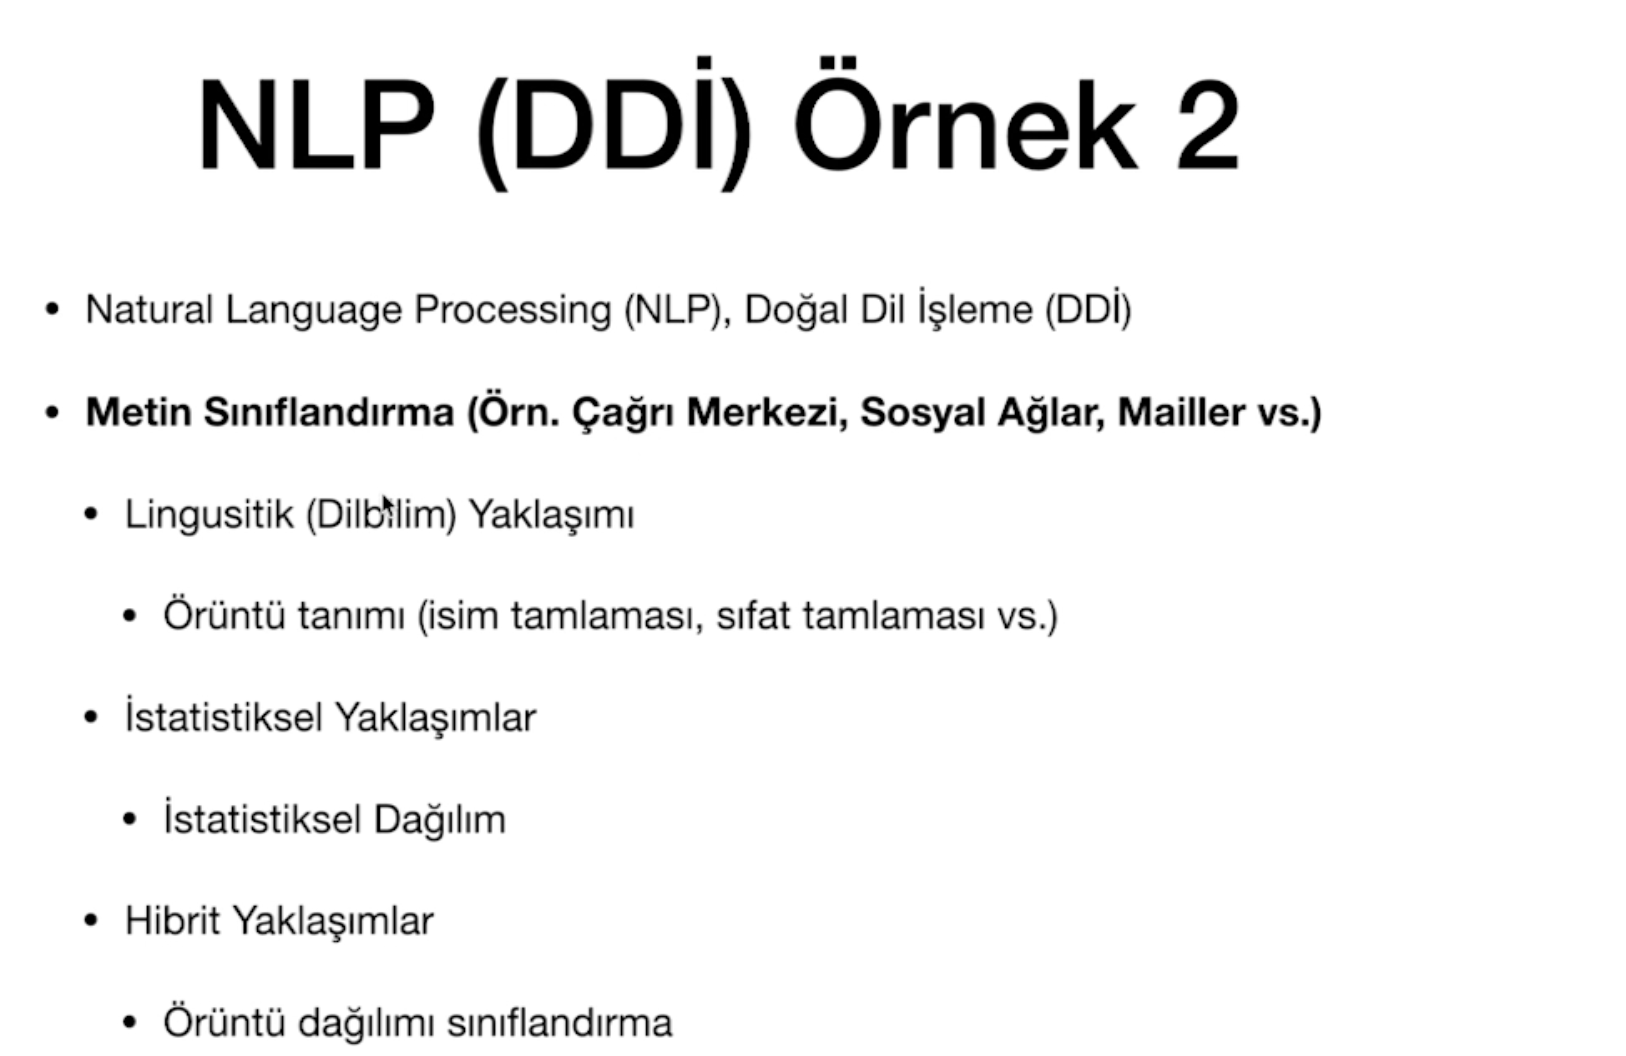 NLP (DDİ) Örnek 2
• Natural Language Processing (NLP), Doğal Dil İşleme (DDİ)
• Metin Sınıflandırma (Örn. Çağrı Merkezi, Sosyal Ağlar, Mailler vs.)
• Lingusitik (Dilbilim) Yaklaşımı
• Örüntü tanımı (isim tamlaması, sıfat tamlaması vs.)
• İstatistiksel Yaklaşımlar
• İstatistiksel Dağılım
• Hibrit Yaklaşımlar
• Örüntü dağılımı sınıflandırma